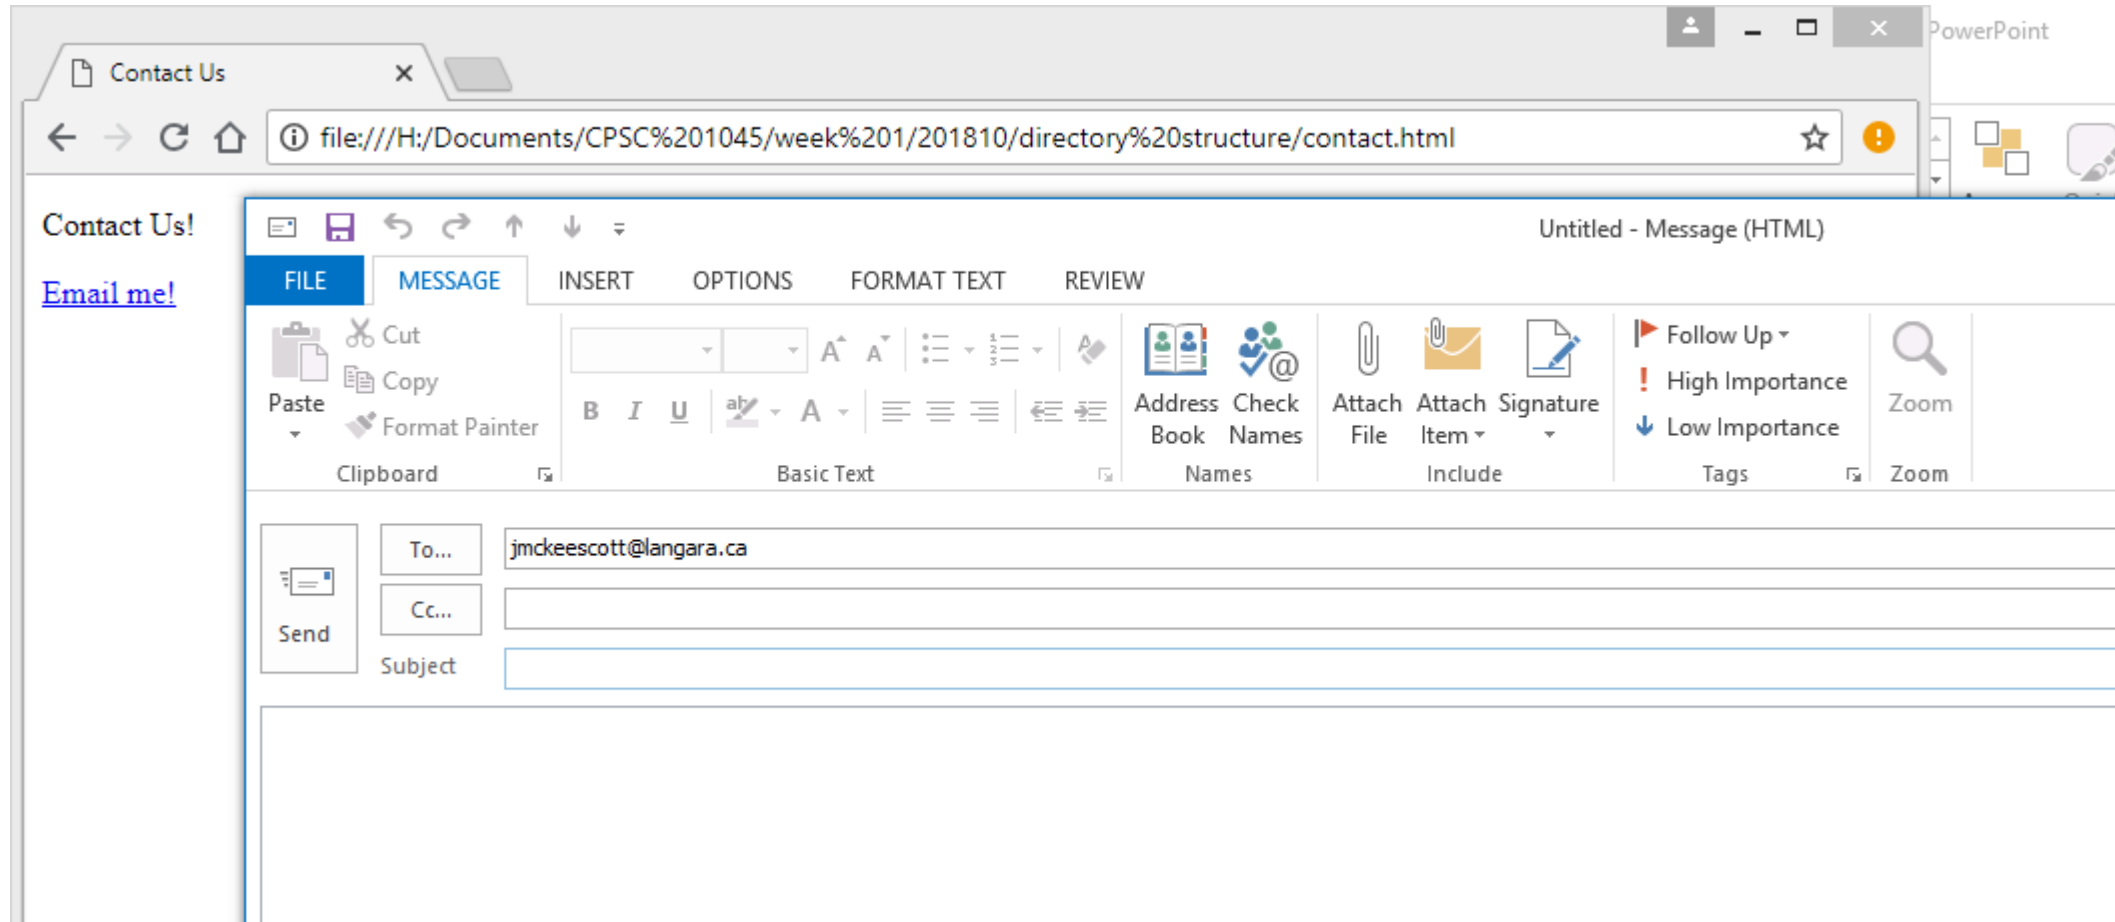 PowerPoint
Contact Us
file:///H:/Documents/CPSC%201045/week%201/201810/directory%20structure/contact.html
Contact Us!
Email me!
Untitled - Message (HTML)
FILE MESSAGE INSERT OPTIONS FORMAT TEXT REVIEW
Paste
Cut
Copy
Format Painter
Clipboard
B I U A
Basic Text
Address Book
Check Names
Names
Attach File
Attach Item
Signature
Include
Follow Up
High Importance
Low Importance
Tags
Zoom
Zoom
Send
To... jmckeescott@langara.ca
Cc...
Subject